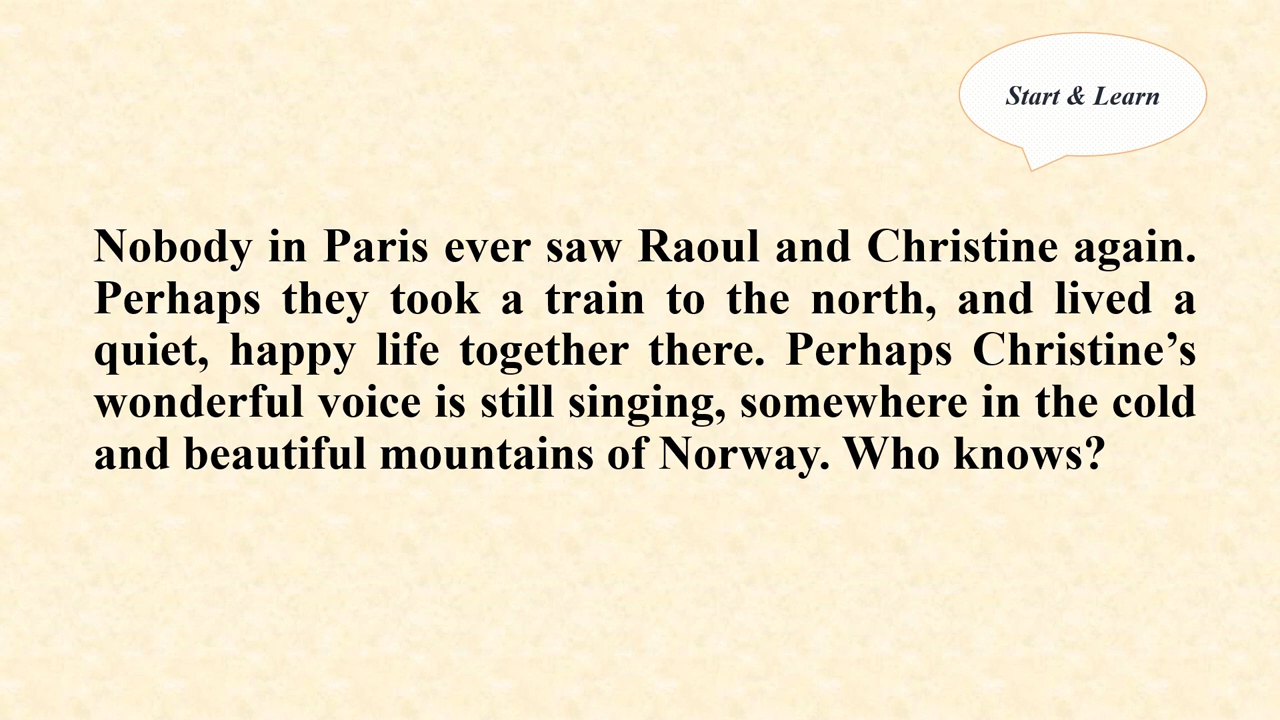 Start & Learn
Nobody in Paris ever saw Raoul and Christine again.
Perhaps they took a train to the north, and lived a
quiet, happy life together there. Perhaps Christine’s
wonderful voice is still singing, somewhere in the cold
and beautiful mountains of Norway. Who knows?